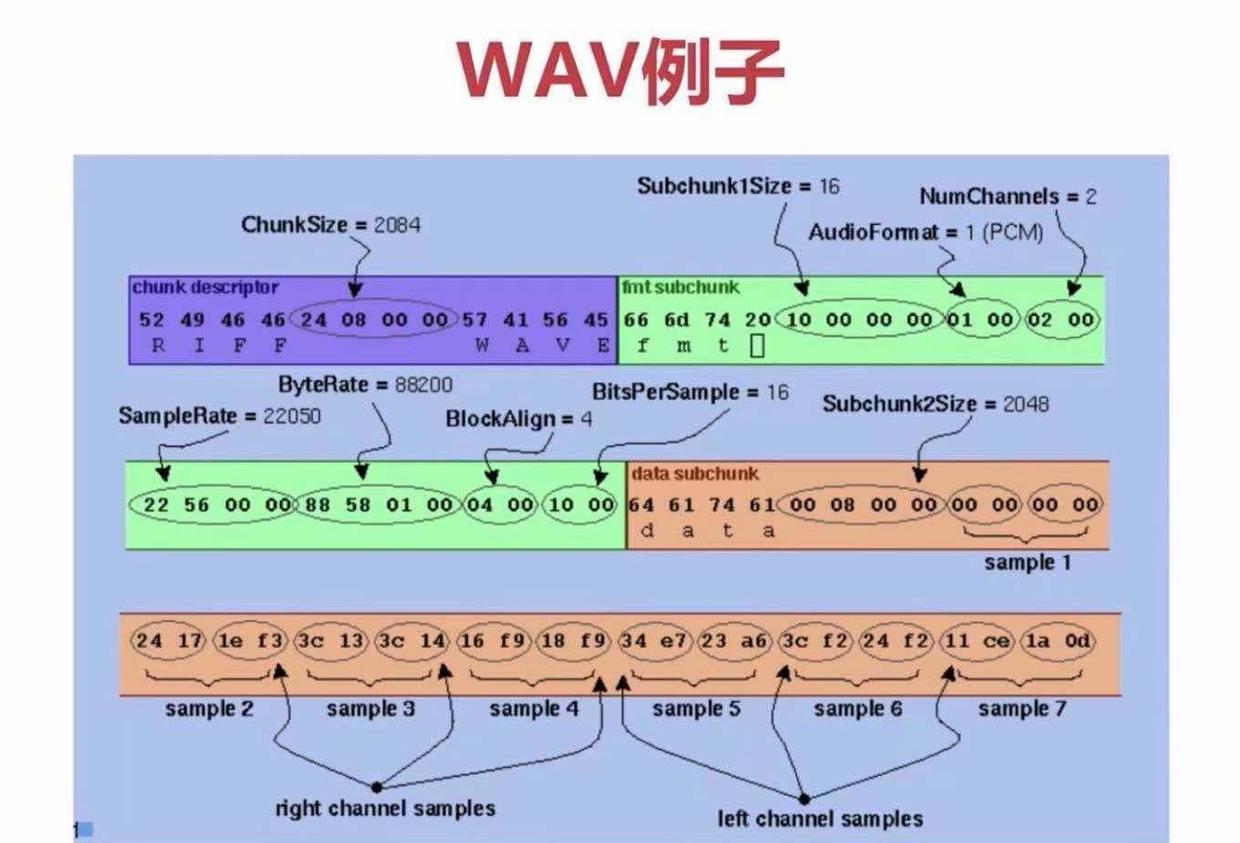 WAV例子
Subchunk1Size = 16
NumChannels = 2
ChunkSize = 2084
AudioFormat = 1 (PCM)
chunk descriptor
fmt subchunk
52 49 46 46 24 08 00 00 57 41 56 45 66 6d 74 20 10 00 00 00 01 00 02 00
R I F F W A V E f m t
ByteRate = 88200
BitsPerSample = 16
SampleRate = 22050
BlockAlign = 4
Subchunk2Size = 2048
data subchunk
22 56 00 00 88 58 01 00 04 00 10 00 64 61 74 61 00 08 00 00 00 00 00 00
d a t a
sample 1
24 17 1e f3 3c 13 3c 14 16 f9 18 f9 34 e7 23 a6 3c f2 24 f2 11 ce 1a 0d
sample 2 sample 3 sample 4 sample 5 sample 6 sample 7
right channel samples
left channel samples
1